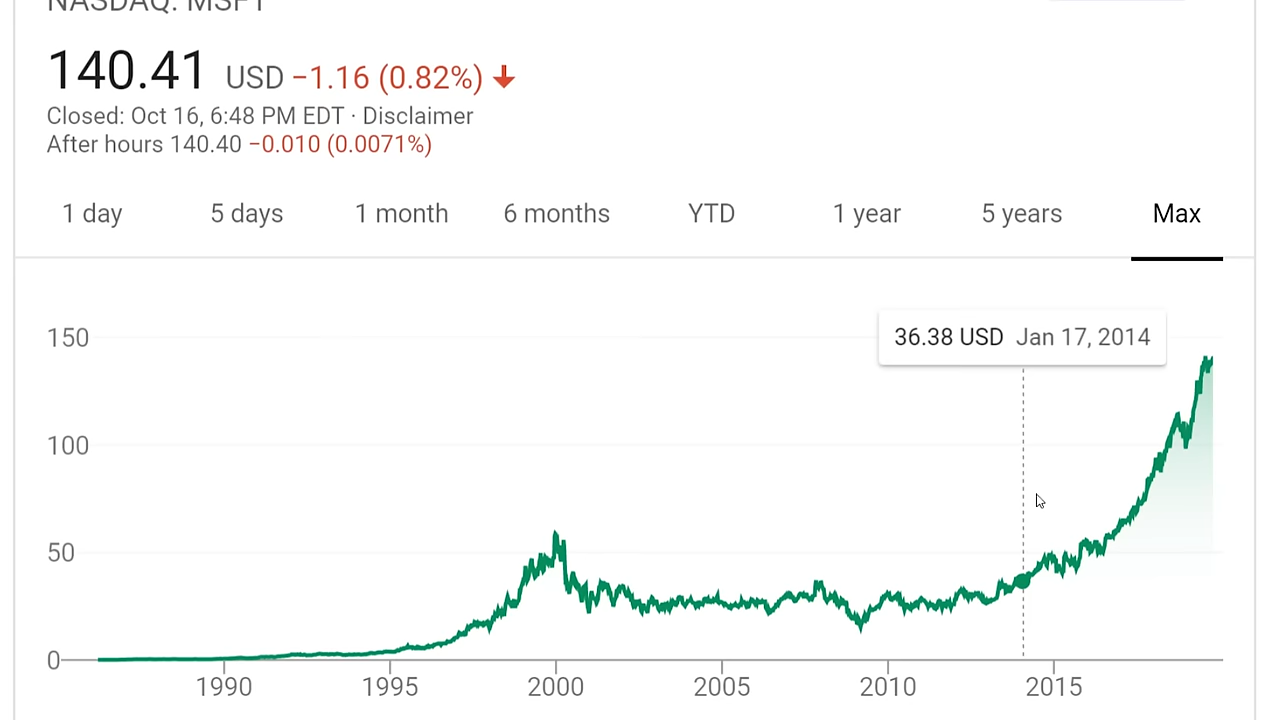 NASDAQ: MSFT
140.41 USD −1.16 (0.82%)
Closed: Oct 16, 6:48 PM EDT · Disclaimer
After hours 140.40 −0.010 (0.0071%)
1 day 5 days 1 month 6 months YTD 1 year 5 years Max
36.38 USD Jan 17, 2014
150
100
50
0
1990 1995 2000 2005 2010 2015